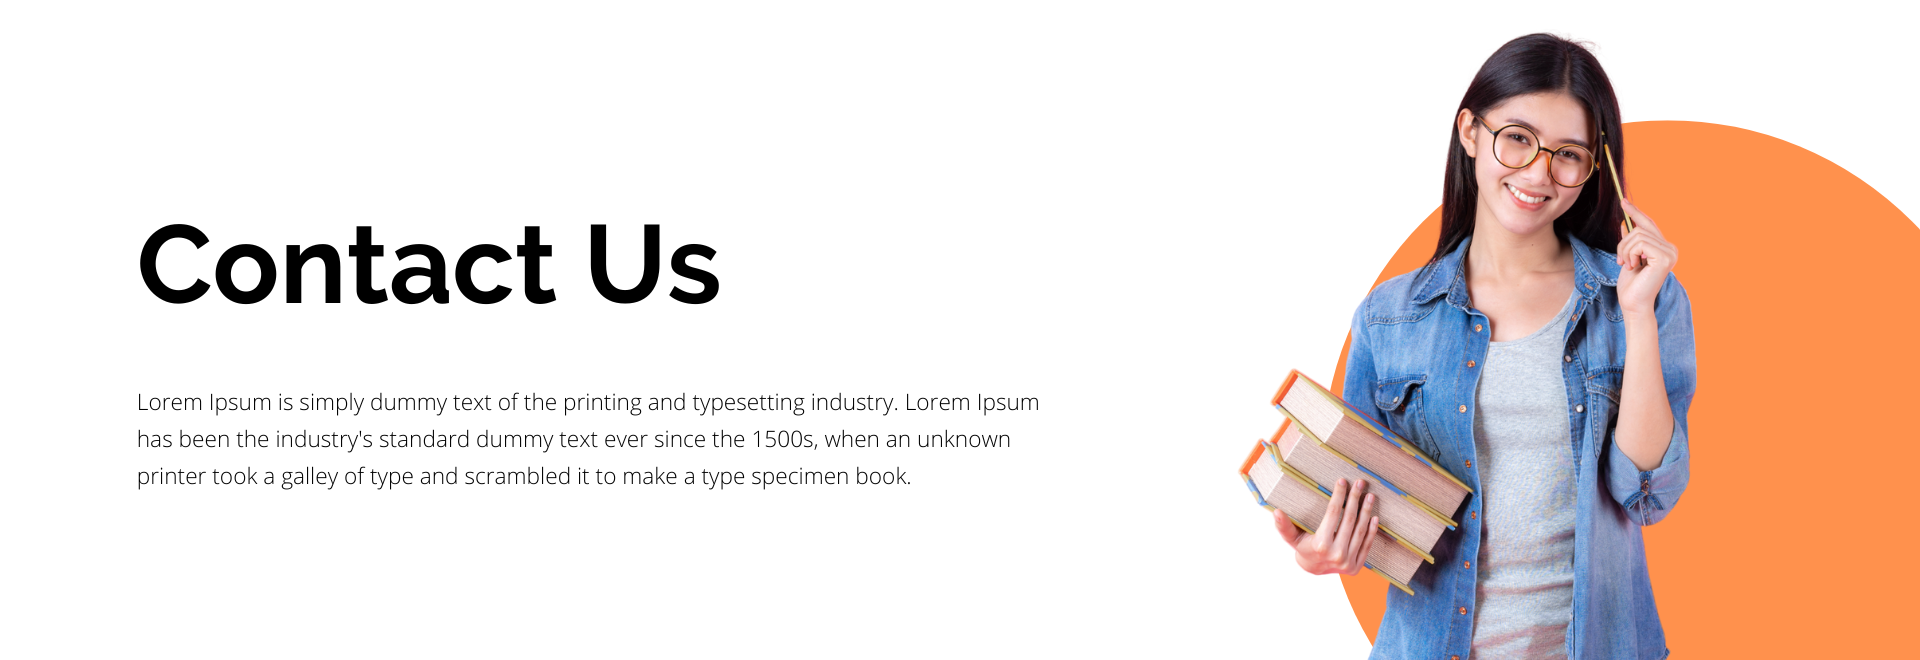 Contact Us
Lorem Ipsum is simply dummy text of the printing and typesetting industry. Lorem Ipsum
has been the industry's standard dummy text ever since the 1500s, when an unknown
printer took a galley of type and scrambled it to make a type specimen book.